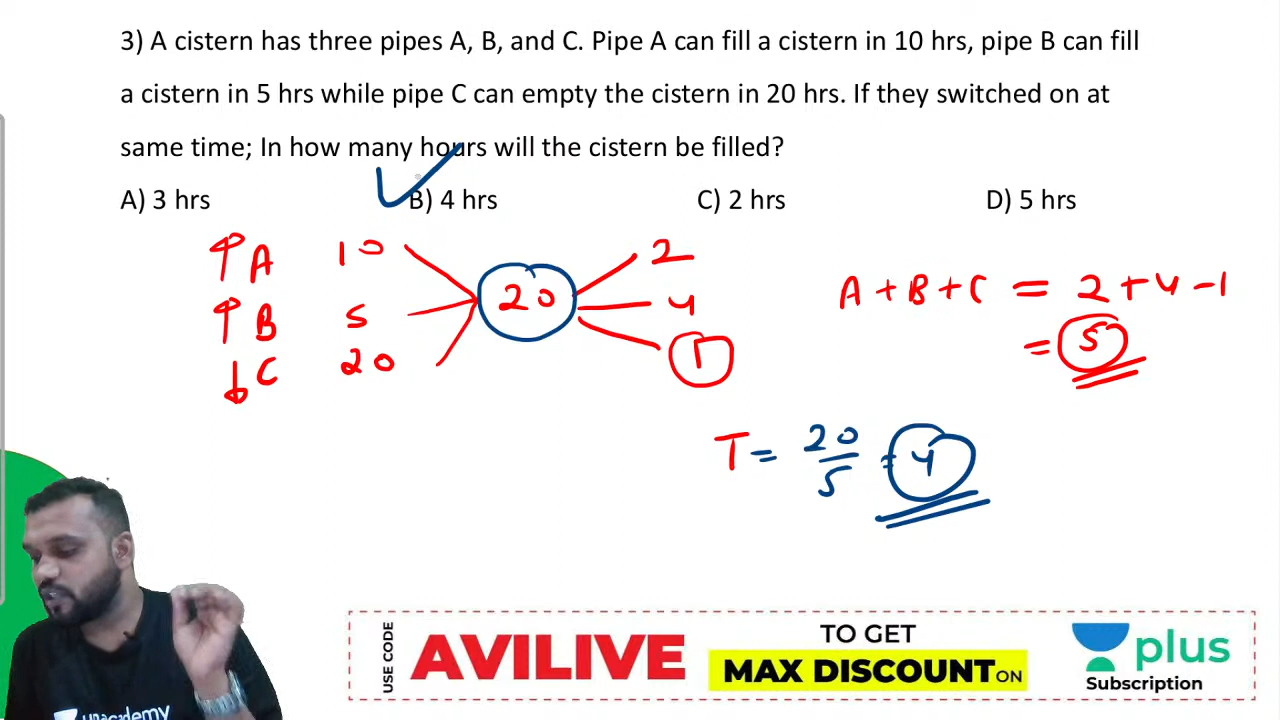 3) A cistern has three pipes A, B, and C. Pipe A can fill a cistern in 10 hrs, pipe B can fill
a cistern in 5 hrs while pipe C can empty the cistern in 20 hrs. If they switched on at
same time; In how many hours will the cistern be filled?
A) 3 hrs B) 4 hrs C) 2 hrs D) 5 hrs
↑ A 10 20 2
↑ B 5 4
↓ C 20 1
A + B + C = 2 + 4 - 1
= 5
T = 20/5 = 4
USE CODE
AVILIVE
TO GET
MAX DISCOUNT ON
plus
Subscription